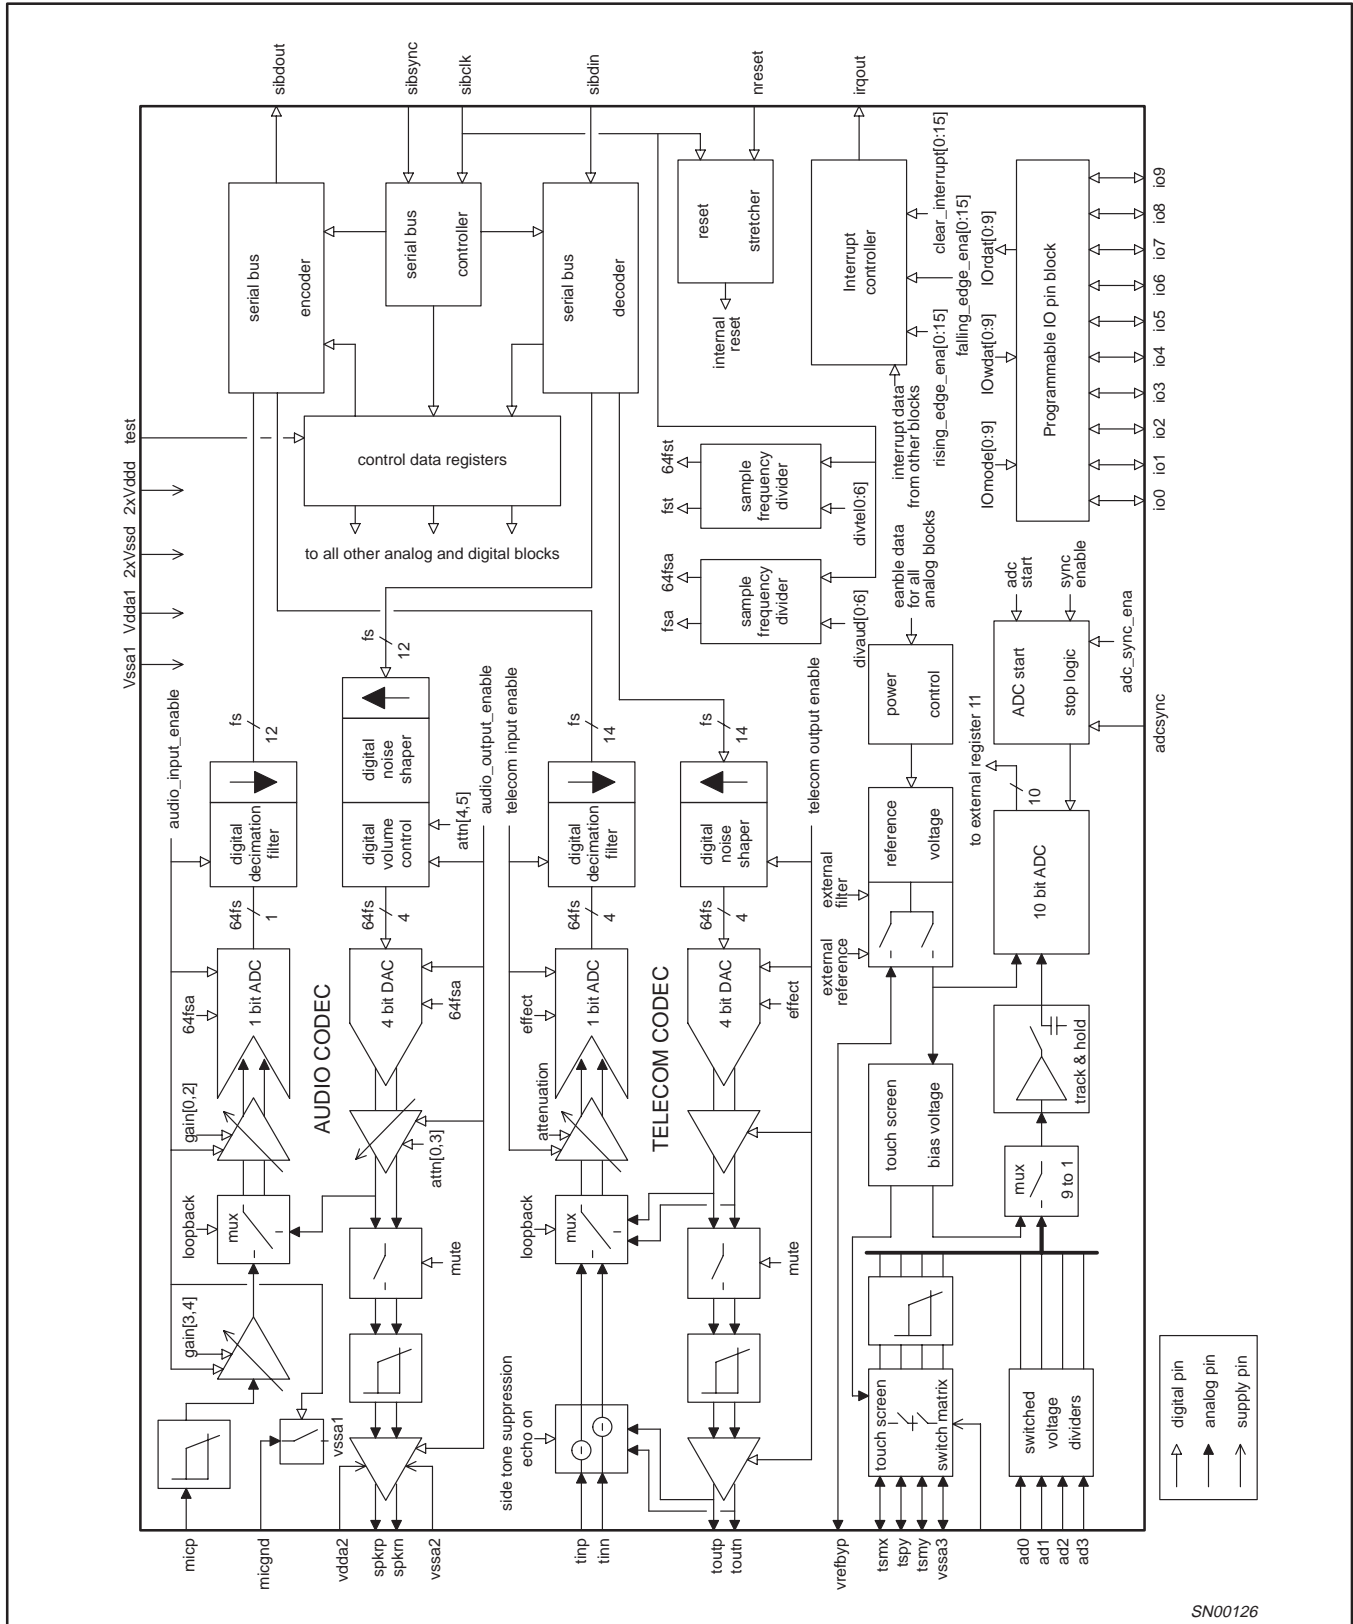 sibdout
sibsync
sibclk
sibdin
nreset
irqout
serial bus
encoder
serial bus
controller
serial bus
decoder
reset
stretcher
internal
reset
Interrupt
controller
clear_interrupt[0:15]
falling_edge_ena[0:15]
rising_edge_ena[0:15]
interrupt data
from other blocks
IOrdat[0:9]
IOwdat[0:9]
IOmode[0:9]
Programmable IO pin block
io9
io8
io7
io6
io5
io4
io3
io2
io1
io0
test
2xVddd
2xVssd
Vdda1
Vssa1
control data registers
to all other analog and digital blocks
64fst
fst
sample
frequency
divider
divtel0:6]
64fsa
fsa
sample
frequency
divider
divaud[0:6]
eanble data
for all
analog blocks
power
control
adc
start
sync
enable
ADC start
stop logic
adc_sync_ena
adcsync
audio_input_enable
fs
12
digital
decimation
filter
64fs
1
64fsa
1 bit ADC
gain[0,2]
loopback
mux
gain[3,4]
vssa1
fs
12
digital
noise
shaper
digital
volume
control
attn[4,5]
audio_output_enable
64fs
4
4 bit DAC
64fsa
AUDIO CODEC
attn[0,3]
mute
telecom input enable
fs
14
digital
decimation
filter
64fs
4
effect
1 bit ADC
attenuation
loopback
mux
side tone suppression
echo on
fs
14
digital
noise
shaper
telecom output enable
64fs
4
4 bit DAC
effect
TELECOM CODEC
mute
reference
voltage
external
filter
external
reference
to external register 11
10
10 bit ADC
track & hold
touch screen
bias voltage
mux
9 to 1
touch screen
switch matrix
switched
voltage
dividers
micp
micgnd
vdda2
spkrp
spkrn
vssa2
tinp
tinn
toutp
toutn
vrefbyp
tsmx
tspy
tsmy
vssa3
ad0
ad1
ad2
ad3
digital pin
analog pin
supply pin
SN00126